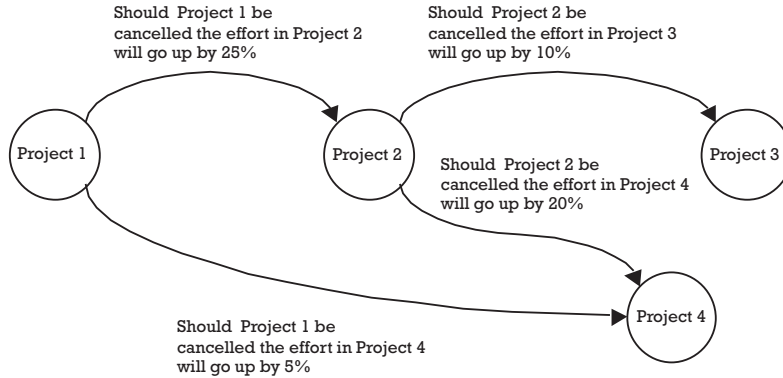 Should Project 1 be
cancelled the effort in Project 2
will go up by 25%
Should Project 2 be
cancelled the effort in Project 3
will go up by 10%
Project 1
Project 2
Project 3
Should Project 2 be
cancelled the effort in Project 4
will go up by 20%
Project 4
Should Project 1 be
cancelled the effort in Project 4
will go up by 5%